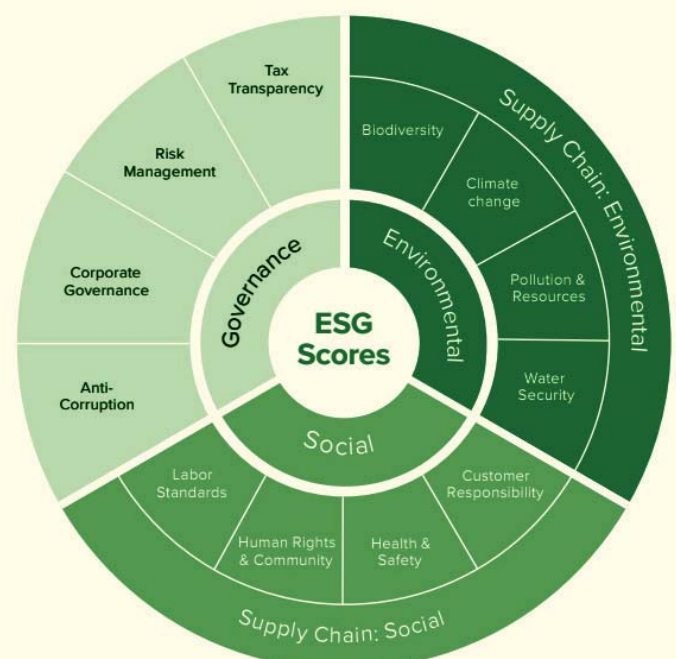 Tax
Transparency
Risk
Management
Corporate
Governance
Anti-
Corruption
Governance
ESG
Scores
Environmental
Biodiversity
Climate
change
Pollution &
Resources
Water
Security
Supply Chain: Environmental
Social
Labor
Standards
Human Rights
& Community
Health &
Safety
Customer
Responsibility
Supply Chain: Social